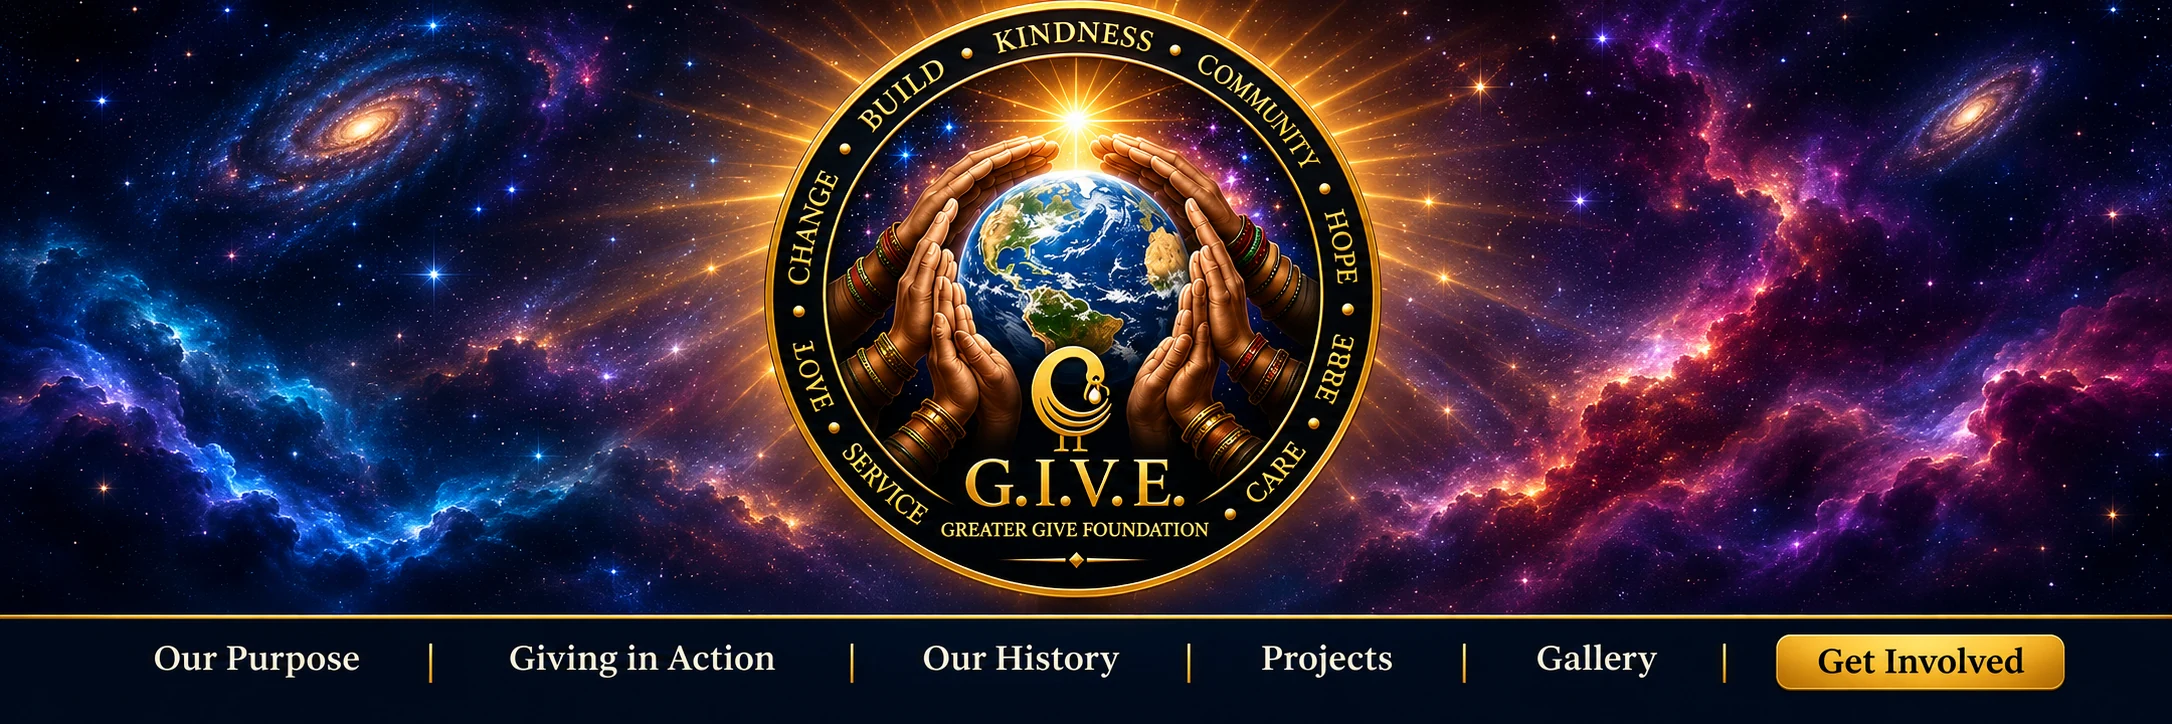 KINDNESS
COMMUNITY
HOPE
ERRE
CARE
SERVICE
LOVE
CHANGE
BUILD
G.I.V.E.
GREATER GIVE FOUNDATION
Our Purpose | Giving in Action | Our History | Projects | Gallery | Get Involved